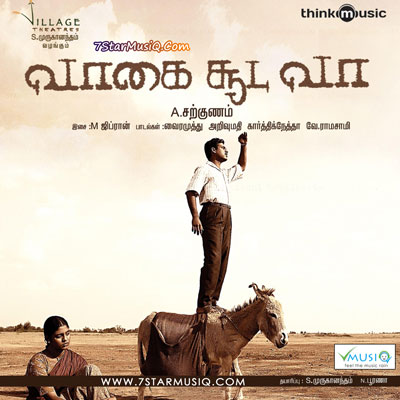 VILLAGE
THEATRES
S.முருகானந்தம்
வழங்கும்
think music
7StarMusiQ.Com
வாகை சூட வா
A.சற்குணம்
இசை :M ஜிப்ரான் பாடல்கள் :வைரமுத்து அறிவுமதி கார்த்திக்நேத்தா வே.ராமசாமி
VMUSIQ
feel the music rain
WWW.7STARMUSIQ.COM
தயாரிப்பு : S.முருகானந்தம் N.பூரணா